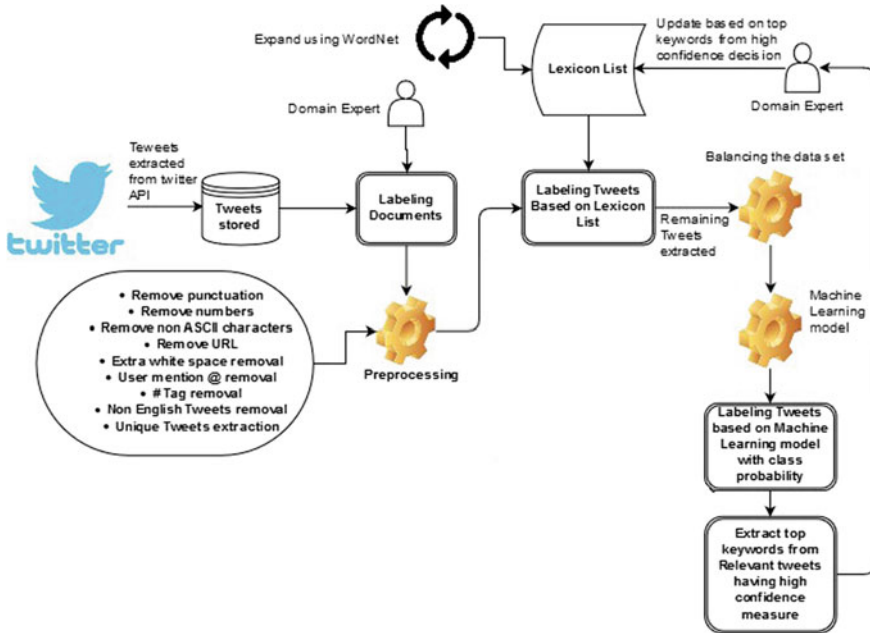 Expand using WordNet
Lexicon List
Update based on top
keywords from high
confidence decision
Domain Expert
Domain Expert
Teweets
extracted
from twitter
API
twitter
Tweets
stored
Labeling
Documents
Labeling Tweets
Based on Lexicon
List
Remaining
Tweets
extracted
Balancing the data set
• Remove punctuation
• Remove numbers
• Remove non ASCII characters
• Remove URL
• Extra white space removal
• User mention @ removal
• # Tag removal
• Non English Tweets removal
• Unique Tweets extraction
Preprocessing
Machine
Learning
model
Labeling Tweets
based on Machine
Learning model
with class
probability
Extract top
keywords from
Relevant tweets
having high
confidence
measure